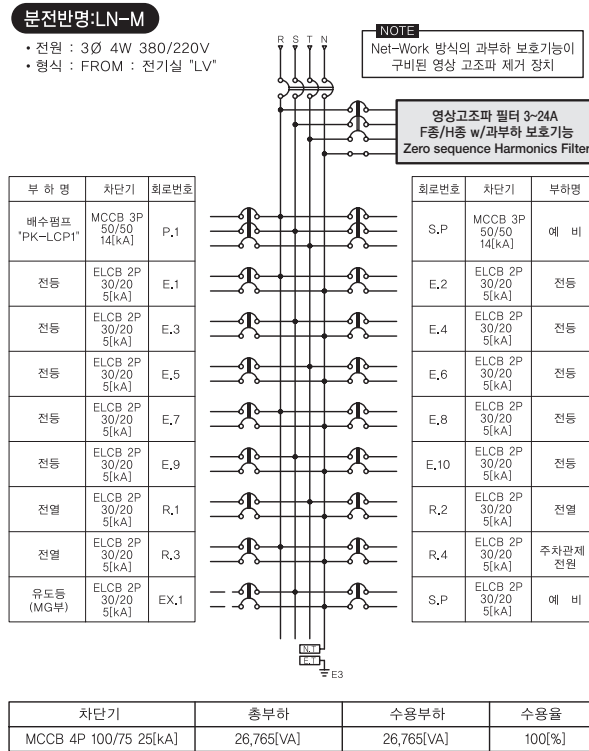 분전반명:LN-M
• 전원 : 3Ø 4W 380/220V
• 형식 : FROM : 전기실 "LV"
R S T N
NOTE
Net-Work 방식의 과부하 보호기능이
구비된 영상 고조파 제거 장치
영상고조파 필터 3~24A
F종/H종 w/과부하 보호기능
Zero sequence Harmonics Filter
부 하 명 차단기 회로번호
배수펌프
"PK-LCP1"
MCCB 3P
50/50
14[kA]
P.1
전등
ELCB 2P
30/20
5[kA]
E.1
전등
ELCB 2P
30/20
5[kA]
E.3
전등
ELCB 2P
30/20
5[kA]
E.5
전등
ELCB 2P
30/20
5[kA]
E.7
전등
ELCB 2P
30/20
5[kA]
E.9
전열
ELCB 2P
30/20
5[kA]
R.1
전열
ELCB 2P
30/20
5[kA]
R.3
유도등
(MG부)
ELCB 2P
30/20
5[kA]
EX.1
회로번호 차단기 부하명
S.P
MCCB 3P
50/50
14[kA]
예 비
E.2
ELCB 2P
30/20
5[kA]
전등
E.4
ELCB 2P
30/20
5[kA]
전등
E.6
ELCB 2P
30/20
5[kA]
전등
E.8
ELCB 2P
30/20
5[kA]
전등
E.10
ELCB 2P
30/20
5[kA]
전등
R.2
ELCB 2P
30/20
5[kA]
전열
R.4
ELCB 2P
30/20
5[kA]
주차관제
전원
S.P
ELCB 2P
30/20
5[kA]
예 비
N.T
E.T
E3
차단기 총부하 수용부하 수용율
MCCB 4P 100/75 25[kA] 26,765[VA] 26,765[VA] 100[%]